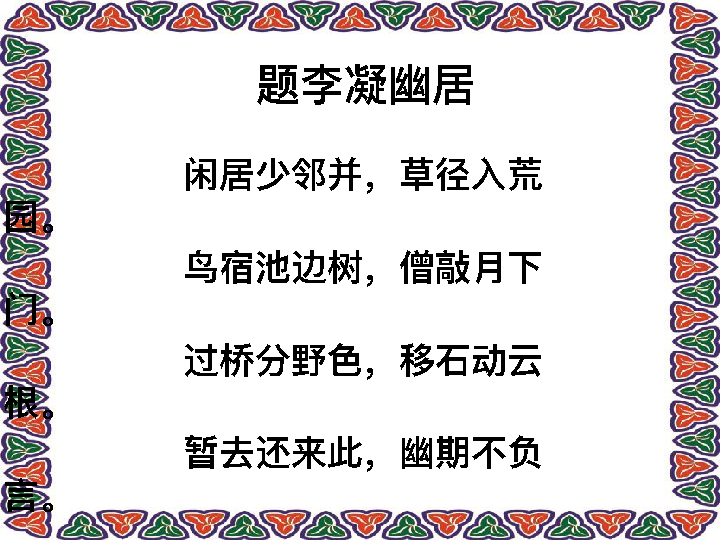 题李凝幽居
闲居少邻并，草径入荒
园。
鸟宿池边树，僧敲月下
门。
过桥分野色，移石动云
根。
暂去还来此，幽期不负
言。